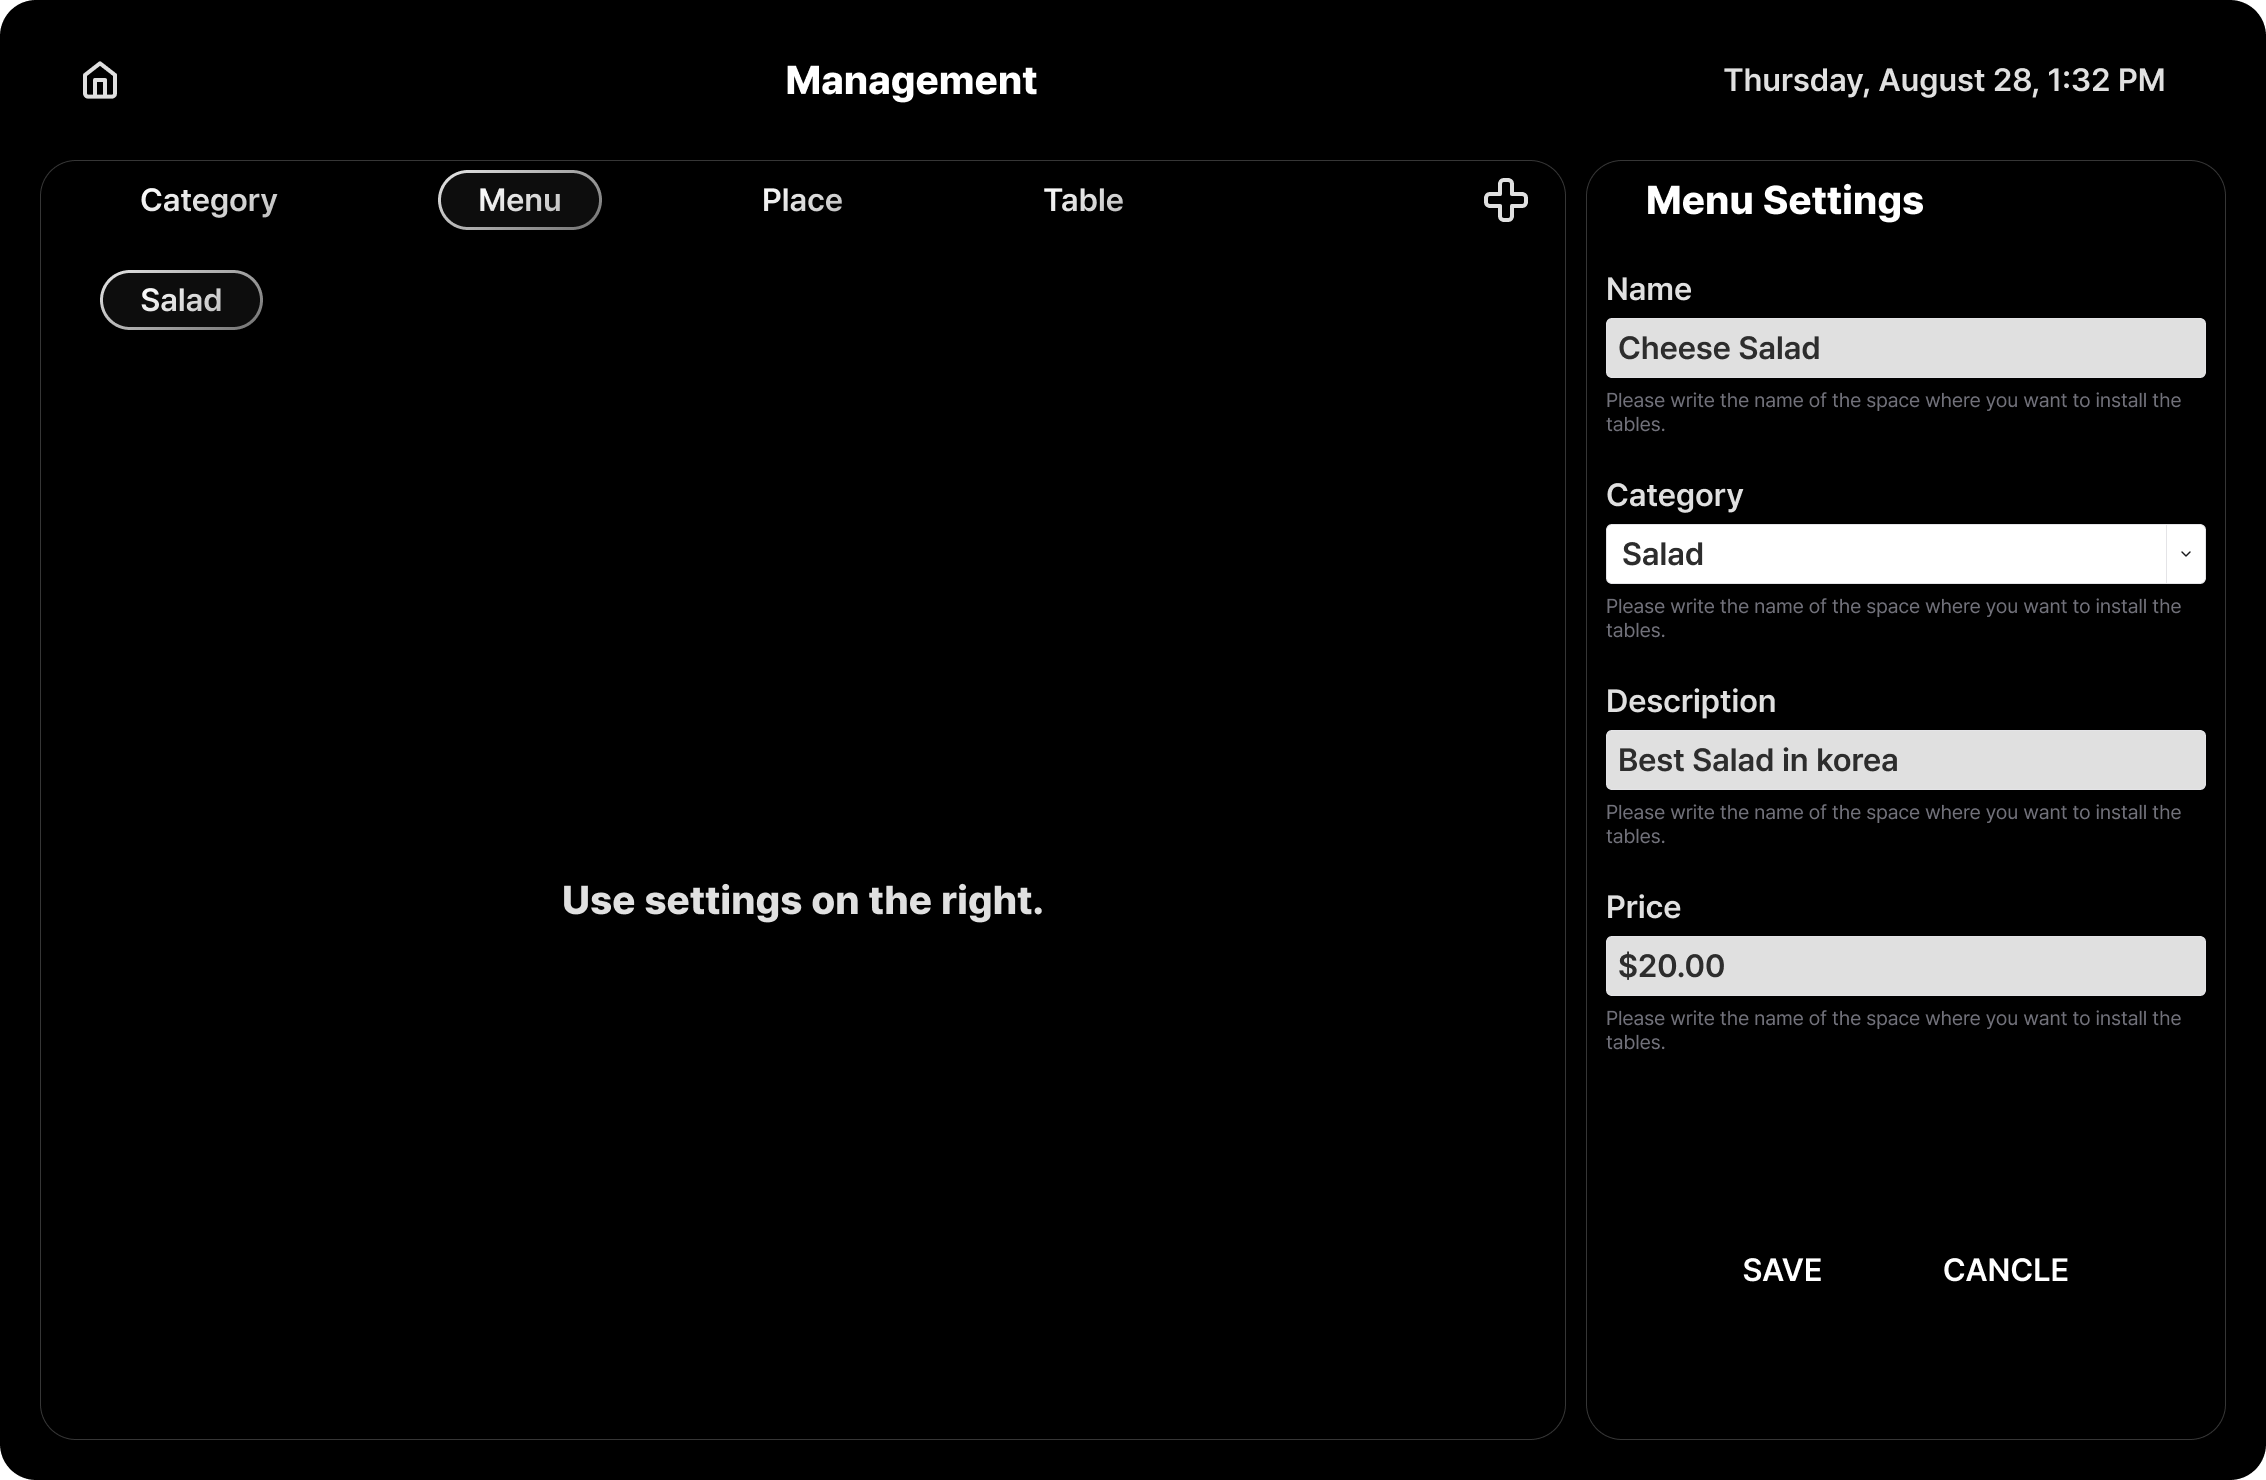 Management
Thursday, August 28, 1:32 PM
Category
Menu
Place
Table
Salad
Use settings on the right.
Menu Settings
Name
Cheese Salad
Please write the name of the space where you want to install the
tables.
Category
Salad
Please write the name of the space where you want to install the
tables.
Description
Best Salad in korea
Please write the name of the space where you want to install the
tables.
Price
$20.00
Please write the name of the space where you want to install the
tables.
SAVE
CANCLE